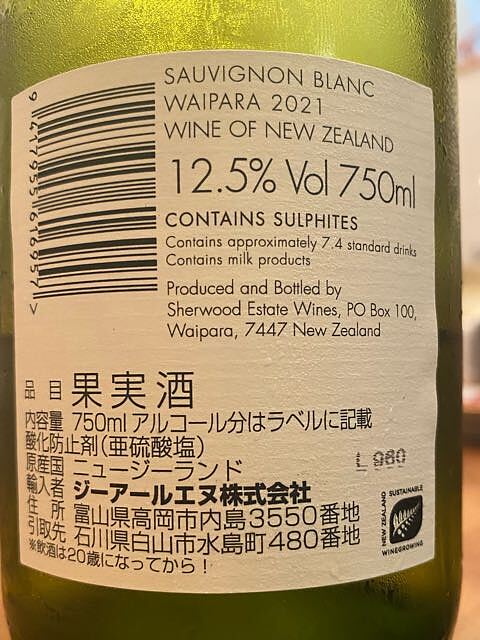 SAUVIGNON BLANC
WAIPARA 2021
WINE OF NEW ZEALAND
12.5% Vol 750ml
CONTAINS SULPHITES
Contains approximately 7.4 standard drinks
Contains milk products
Produced and Bottled by
Sherwood Estate Wines, PO Box 100,
Waipara, 7447 New Zealand
9 417955 616957 >
品目 果実酒
内容量 750ml アルコール分はラベルに記載
酸化防止剤(亜硫酸塩)
原産国 ニュージーランド
輸入者 ジーアールエヌ株式会社
住所 富山県高岡市内島3550番地
引取先 石川県白山市水島町480番地
※飲酒は20歳になってから!
L 980
NEW ZEALAND
SUSTAINABLE
WINEGROWING